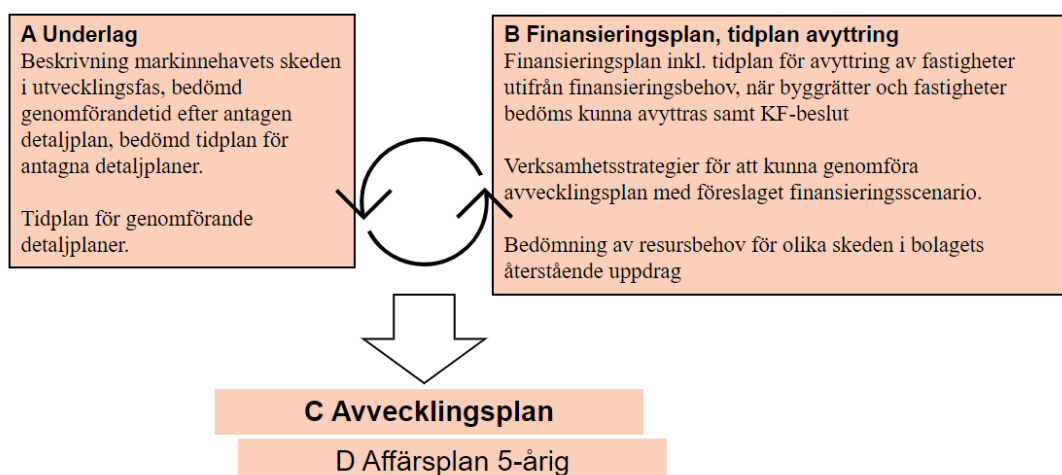 A Underlag
Beskrivning markinnehavets skeden
i utvecklingsfas, bedömd
genomförandetid efter antagen
detaljplan, bedömd tidplan för
antagna detaljplaner.
Tidplan för genomförande
detaljplaner.
B Finansieringsplan, tidplan avyttring
Finansieringsplan inkl. tidplan för avyttring av fastigheter
utifrån finansieringsbehov, när byggrätter och fastigheter
bedöms kunna avyttras samt KF-beslut
Verksamhetsstrategier för att kunna genomföra
avvecklingsplan med föreslaget finansieringsscenario.
Bedömning av resursbehov för olika skeden i bolagets
återstående uppdrag
C Avvecklingsplan
D Affärsplan 5-årig